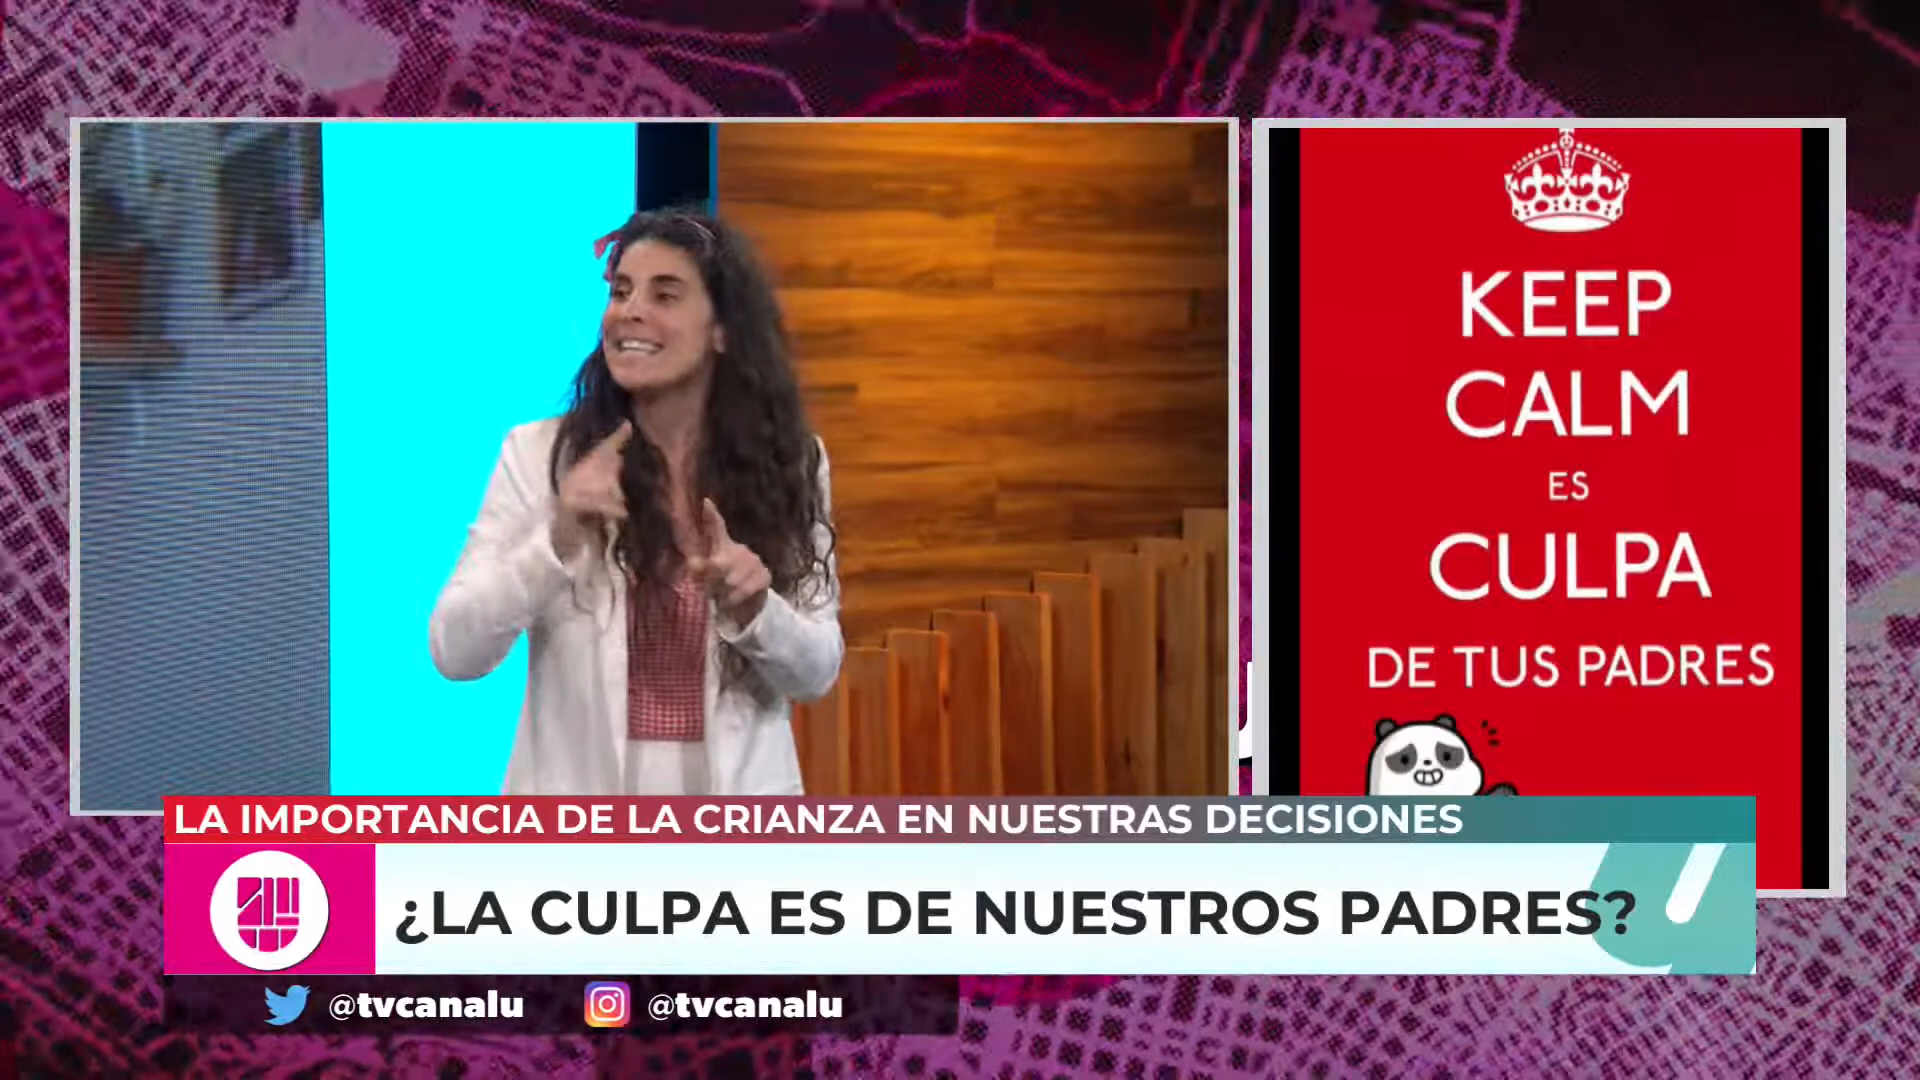 KEEP
CALM
ES
CULPA
DE TUS PADRES
LA IMPORTANCIA DE LA CRIANZA EN NUESTRAS DECISIONES
¿LA CULPA ES DE NUESTROS PADRES?
@tvcanalu
@tvcanalu